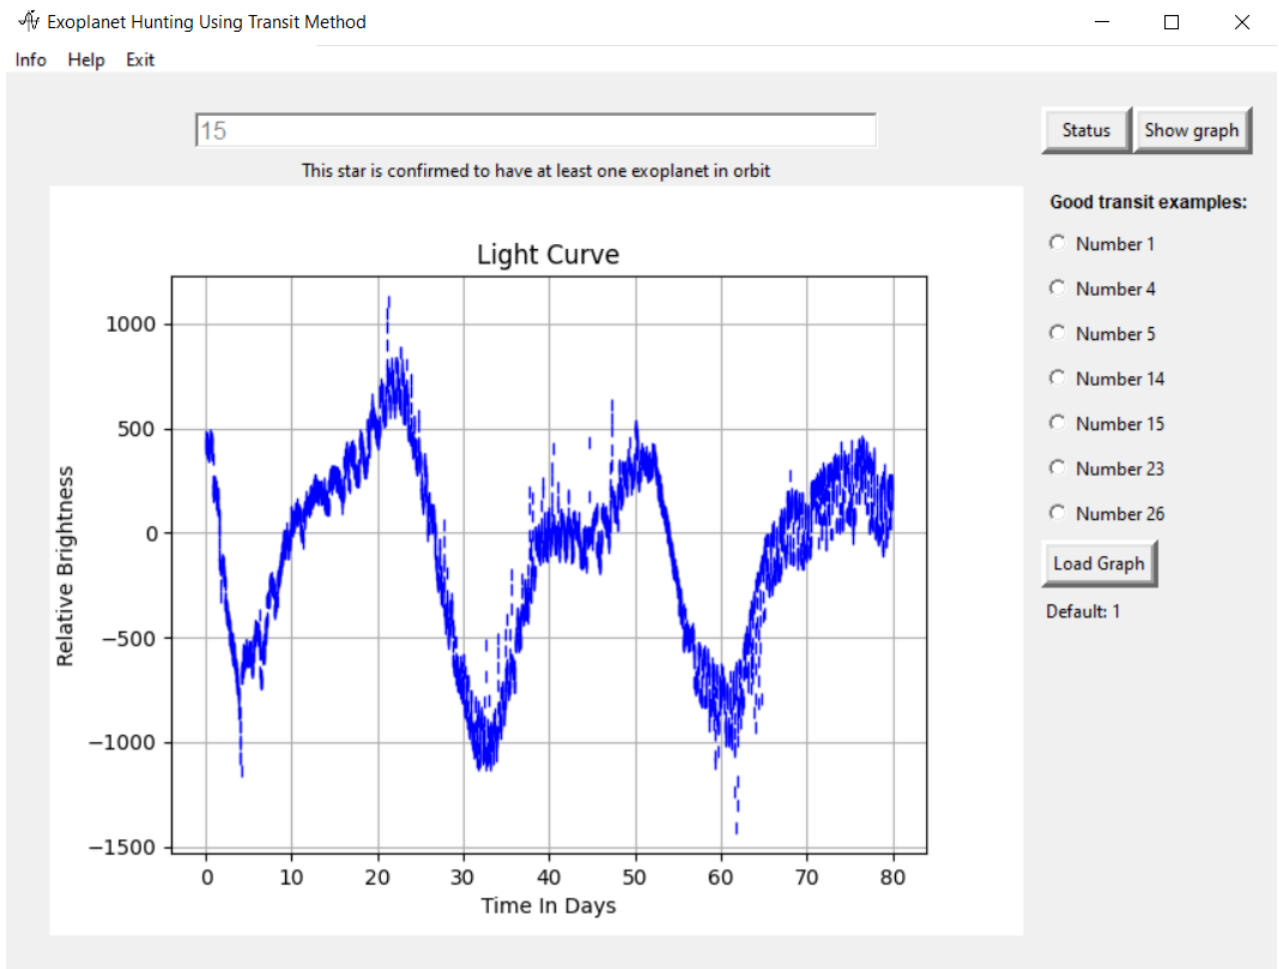 Exoplanet Hunting Using Transit Method
Info Help Exit
15
Status Show graph
This star is confirmed to have at least one exoplanet in orbit
Good transit examples:
Number 1
Number 4
Number 5
Number 14
Number 15
Number 23
Number 26
Load Graph
Default: 1
Light Curve
Relative Brightness
1000
500
0
−500
−1000
−1500
0 10 20 30 40 50 60 70 80
Time In Days